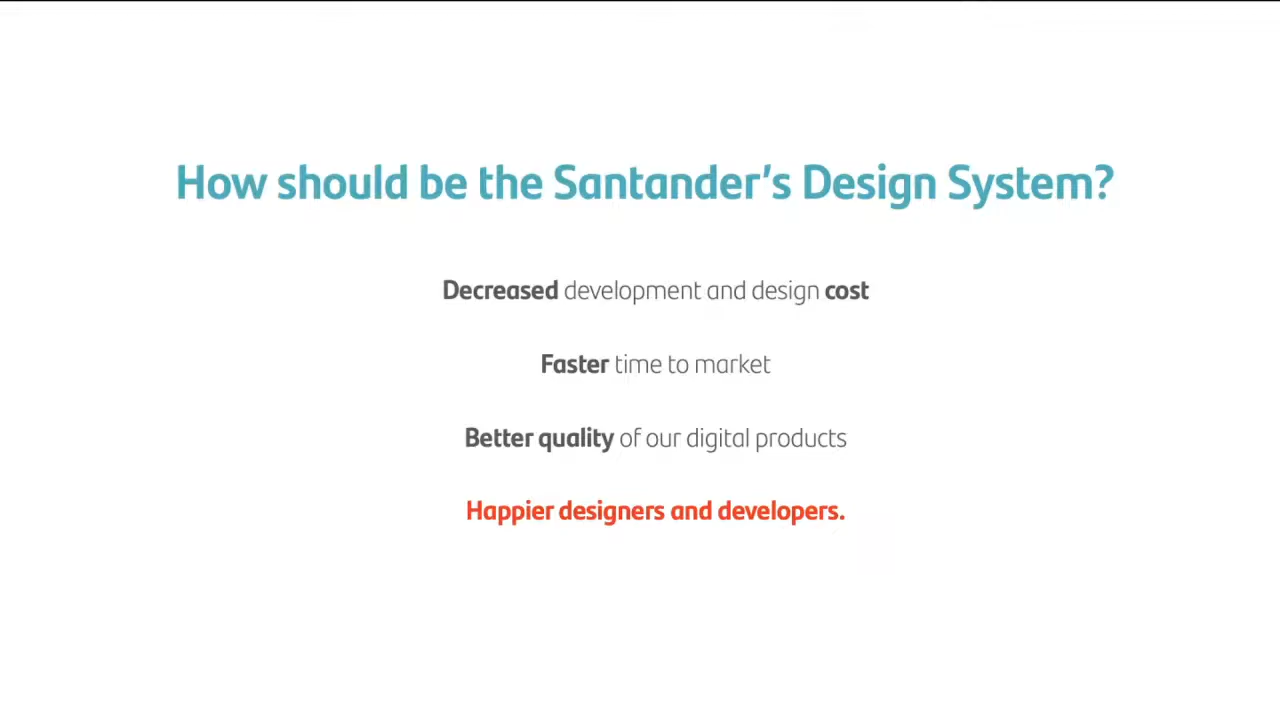 How should be the Santander’s Design System?
Decreased development and design cost
Faster time to market
Better quality of our digital products
Happier designers and developers.